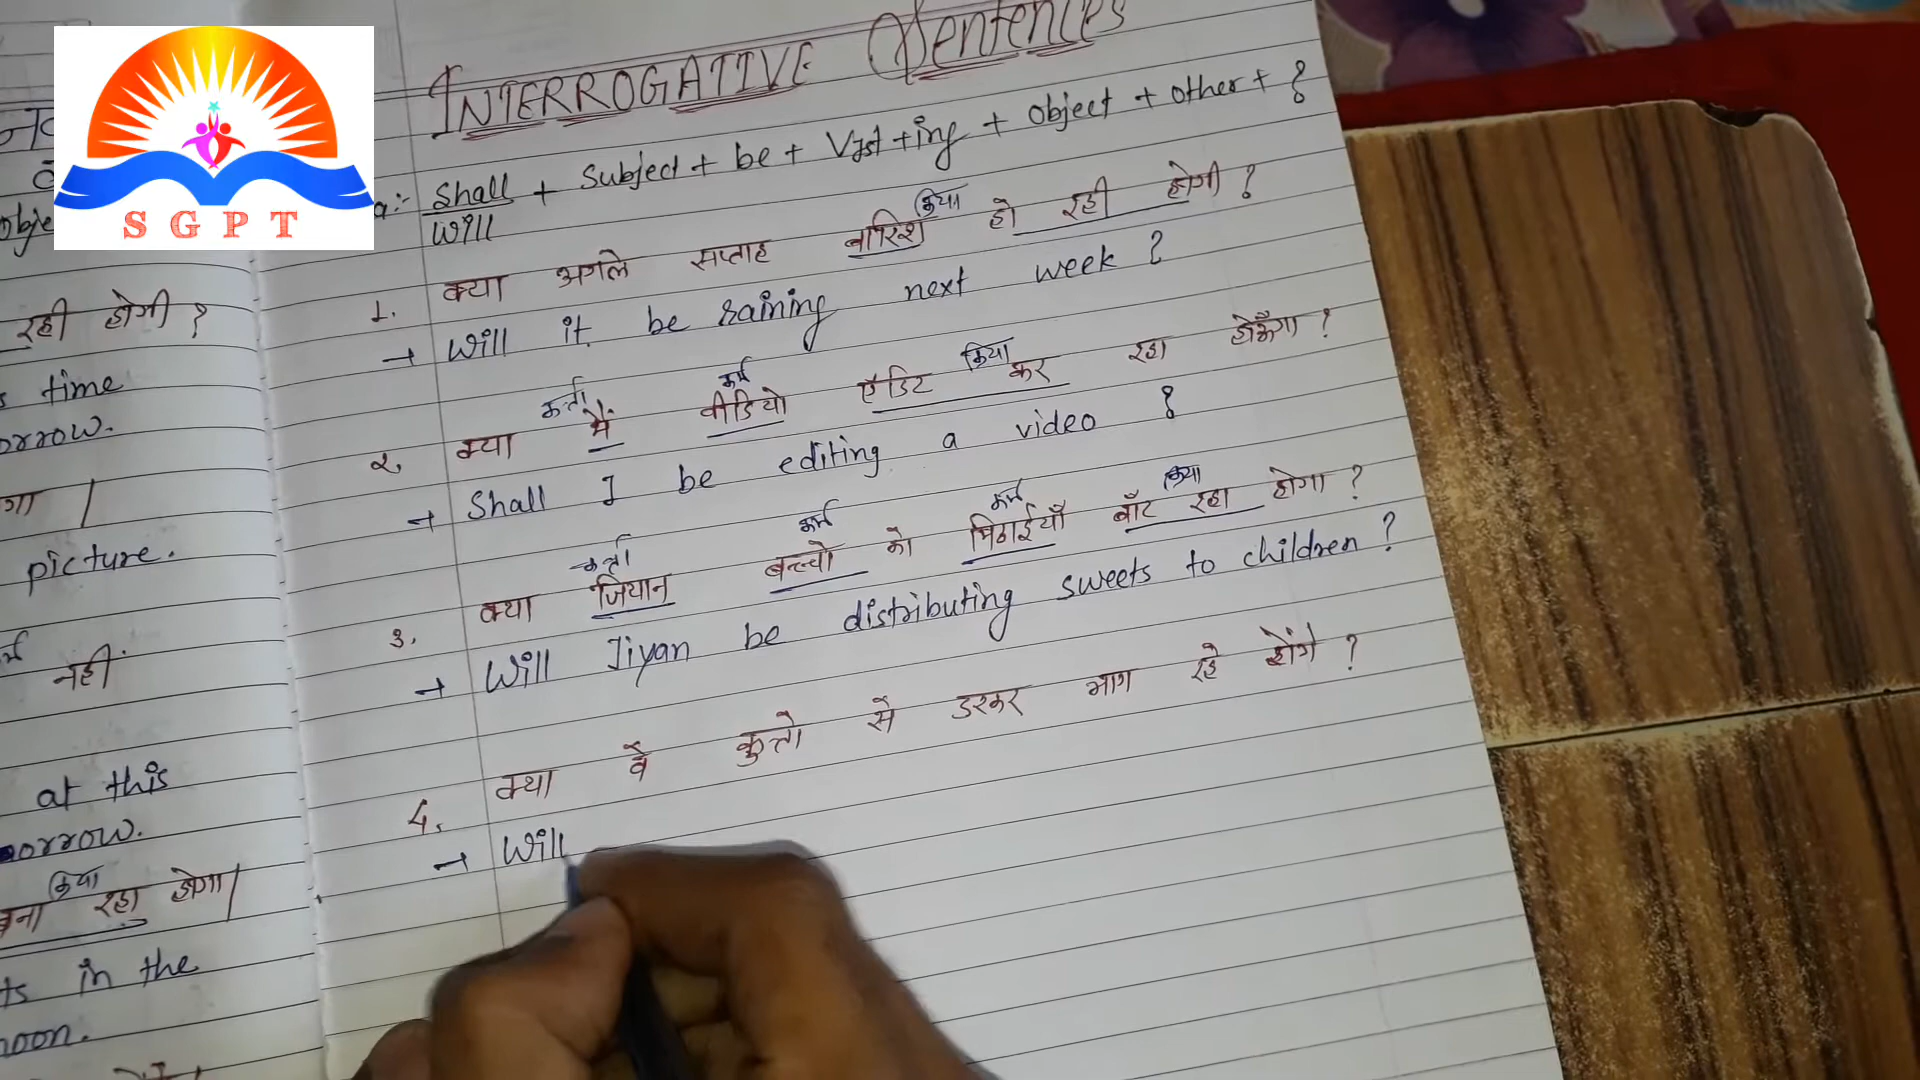 SGPT
INTERROGATIVE Sentences
Shall + Subject + be + V1st + ing + object + other + ?
Will
1. क्या अगले सप्ताह बारिश हो रही होगी ?
क्रिया
→ Will it be raining next week ?
कर्ता कर्म क्रिया
2. क्या मैं वीडियो एडिट कर रहा होऊँगा ?
→ Shall I be editing a video ?
कर्ता कर्म कर्म क्रिया
3. क्या जियान बच्चो को मिठाईयाँ बाँट रहा होगा ?
→ Will Jiyan be distributing sweets to children ?
4. क्या वे कुत्तो से डरकर भाग रहे होंगे ?
→ Will
रही होगी ?
time
picture.
नहीं
at this
क्रिया
रहा होगा |
in the